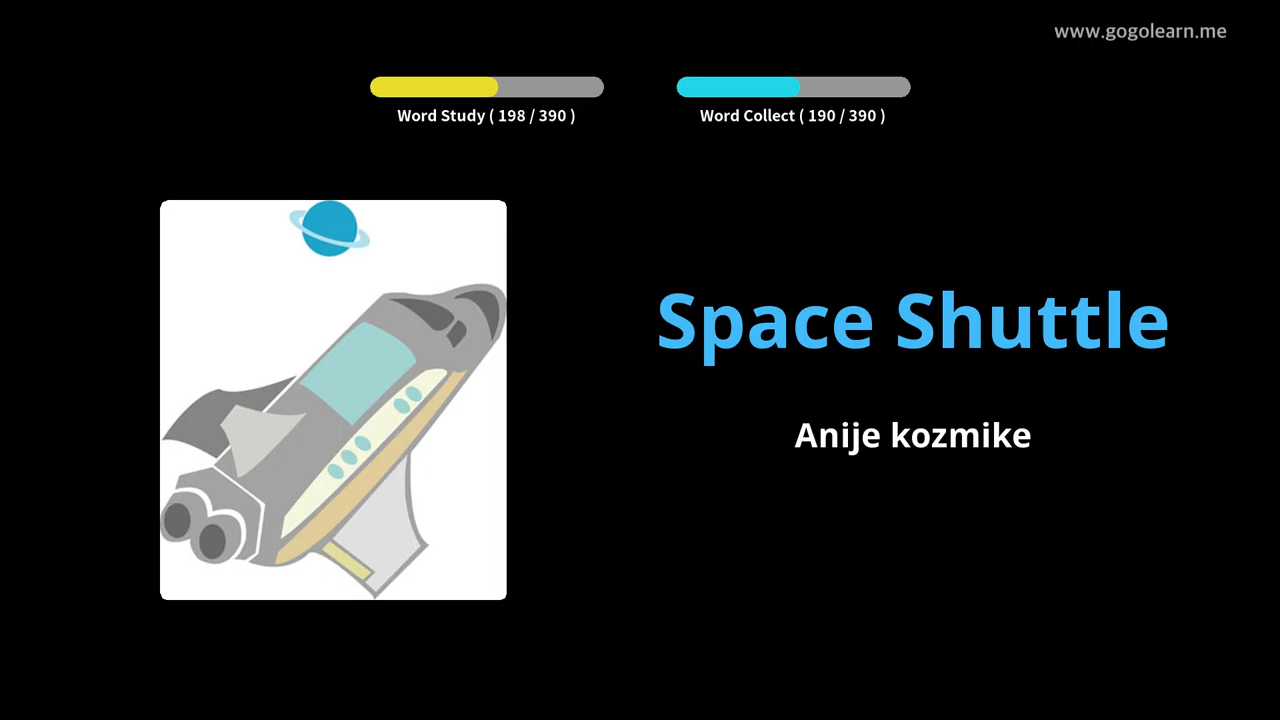 www.gogolearn.me
Word Study ( 198 / 390 )
Word Collect ( 190 / 390 )
Space Shuttle
Anije kozmike